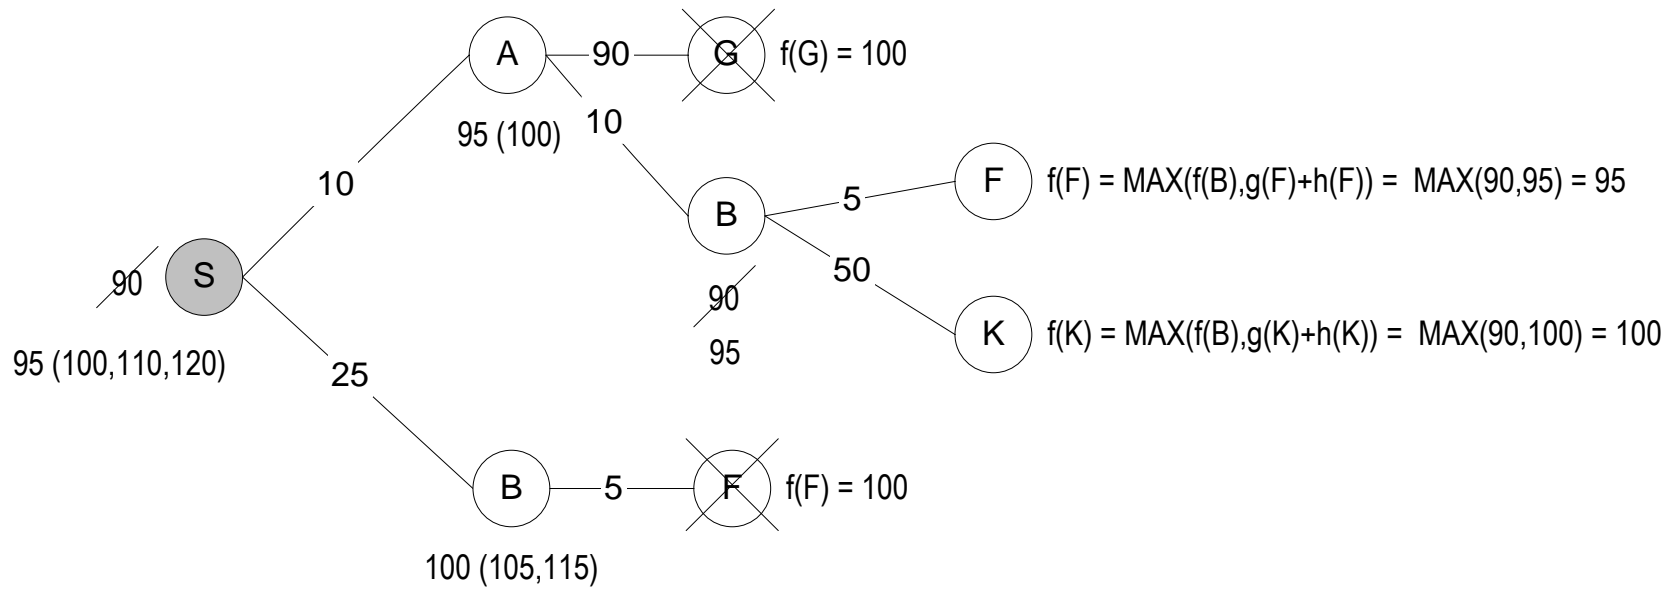 A
90
G
f(G) = 100
95 (100)
10
F
f(F) = MAX(f(B),g(F)+h(F)) = MAX(90,95) = 95
5
B
10
90
S
50
90
95
K
f(K) = MAX(f(B),g(K)+h(K)) = MAX(90,100) = 100
95 (100,110,120)
25
B
5
F
f(F) = 100
100 (105,115)